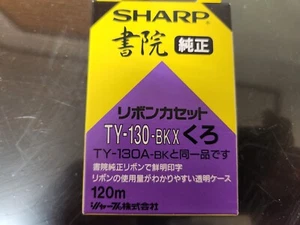 SHARP
書院 純正
リボンカセット
TY-130-BKX くろ
TY-130A-BKと同一品です
書院純正リボンで鮮明印字
リボンの使用量がわかりやすい透明ケース
120m
シャープ株式会社